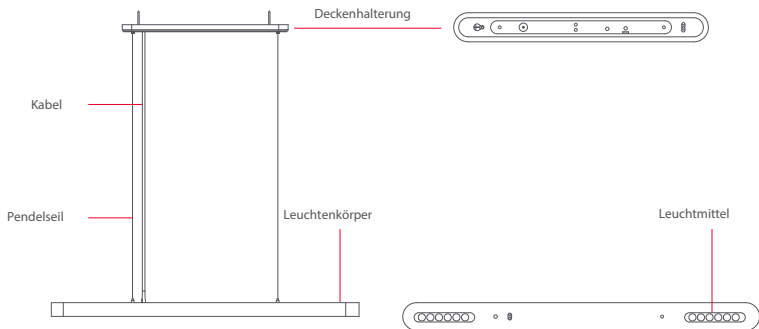 Deckenhalterung
Kabel
Pendelseil
Leuchtenkörper
Leuchtmittel